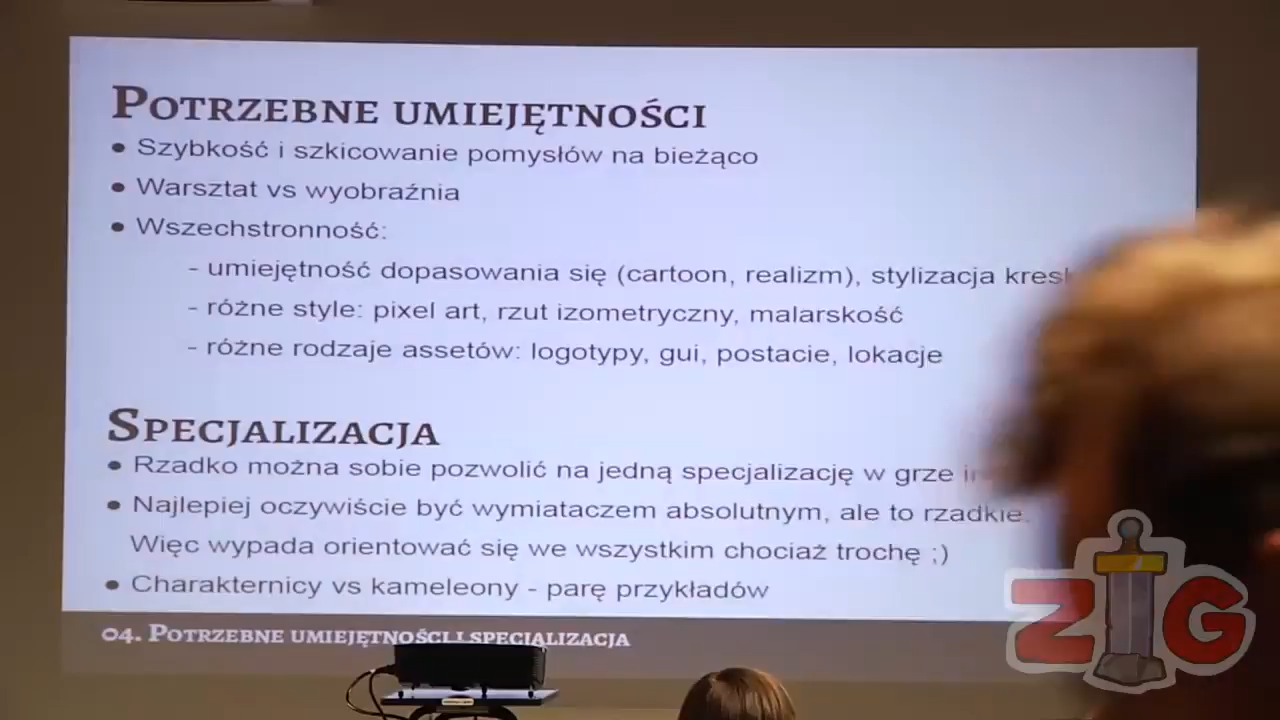 Potrzebne umiejętności
• Szybkość i szkicowanie pomysłów na bieżąco
• Warsztat vs wyobraźnia
• Wszechstronność:
- umiejętność dopasowania się (cartoon, realizm), stylizacja
- różne style: pixel art, rzut izometryczny, malarskość
- różne rodzaje assetów: logotypy, gui, postacie, lokacje
Specjalizacja
• Rzadko można sobie pozwolić na jedną specjalizację w grze
• Najlepiej oczywiście być wymiataczem absolutnym, ale to rzadkie.
Więc wypada orientować się we wszystkim chociaż trochę ;)
• Charakternicy vs kameleony - parę przykładów
04. Potrzebne umiejętności i specjalizacja
ZIG